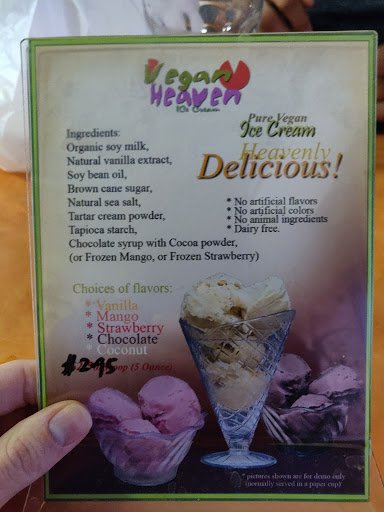 Vegan
Heaven
Ice Cream
Pure Vegan
Ice Cream
Heavenly
Delicious!
Ingredients:
Organic soy milk,
Natural vanilla extract,
Soy bean oil,
Brown cane sugar,
Natural sea salt,
Tartar cream powder,
Tapioca starch,
Chocolate syrup with Cocoa powder,
(or Frozen Mango, or Frozen Strawberry)
* No artificial flavors
* No artificial colors
* No animal ingredients
* Dairy free.
Choices of flavors:
* Vanilla
* Mango
* Strawberry
* Chocolate
* Coconut
$2.95
(5 Ounce)
* pictures shown are for demo only
(normally served in a paper cup)